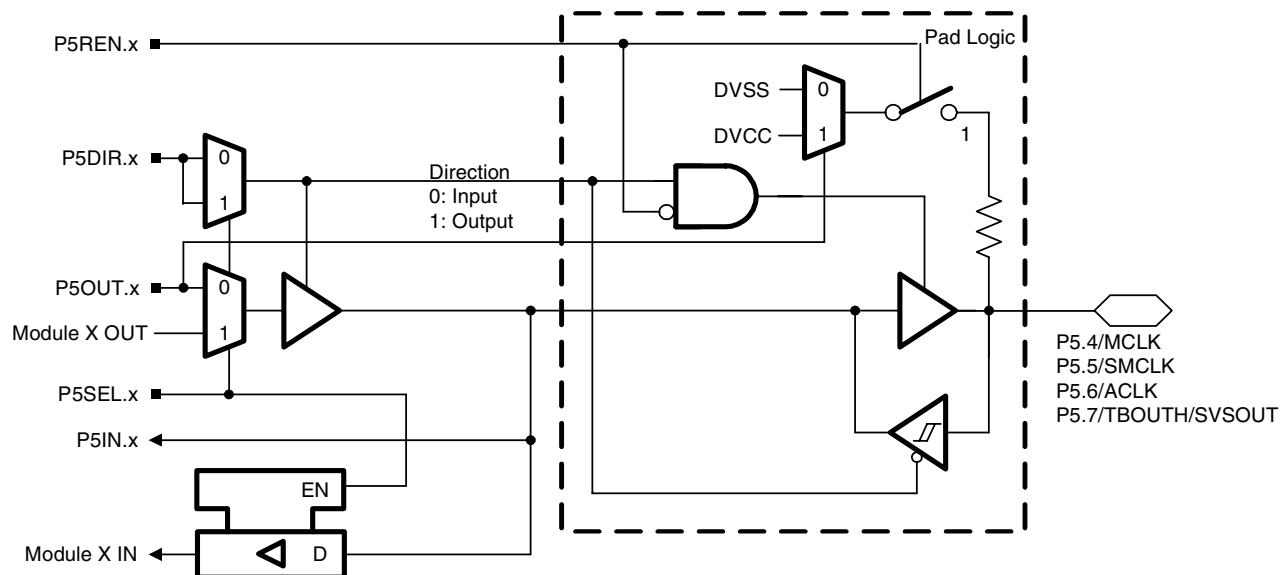 Pad Logic
P5REN.x
DVSS
0
DVCC
1
1
P5DIR.x
0
1
Direction
0: Input
1: Output
P5OUT.x
0
Module X OUT
1
P5.4/MCLK
P5.5/SMCLK
P5.6/ACLK
P5.7/TBOUTH/SVSOUT
P5SEL.x
P5IN.x
EN
Module X IN
D